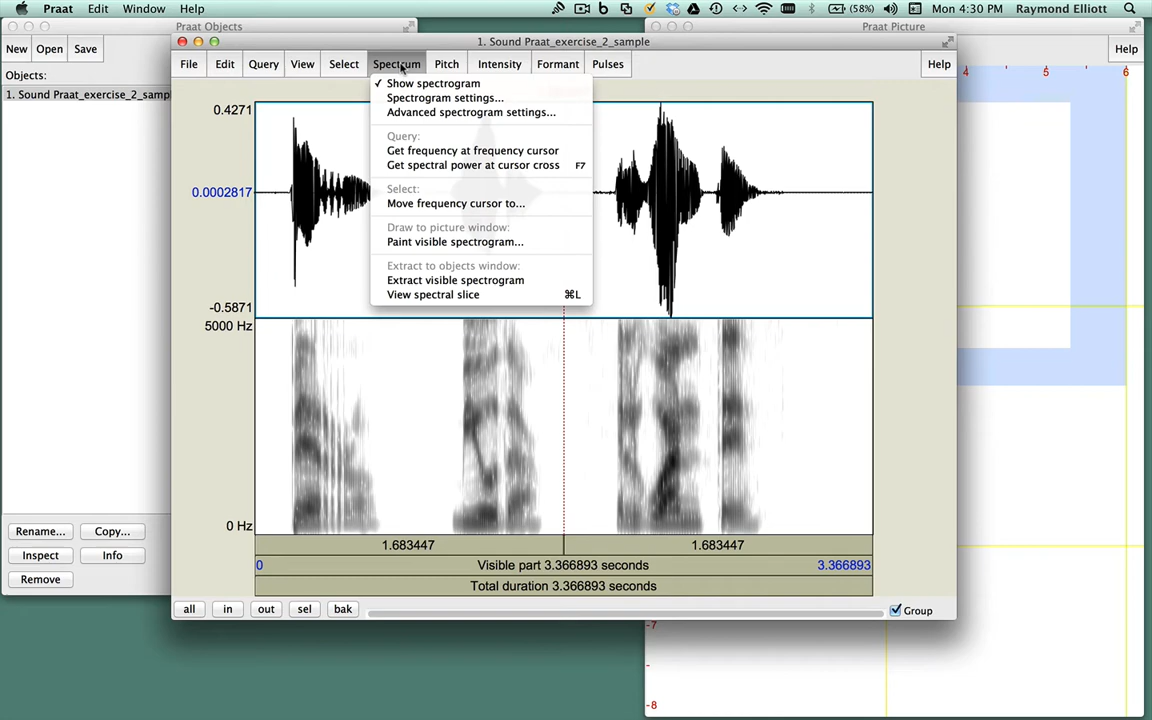 Praat Edit Window Help (58%) Mon 4:30 PM Raymond Elliott
Praat Objects
Praat Picture
1. Sound Praat_exercise_2_sample
New Open Save
Help
File Edit Query View Select Spectrum Pitch Intensity Formant Pulses Help
Objects:
1. Sound Praat_exercise_2_sampl
4 5 6
Show spectrogram
Spectrogram settings...
Advanced spectrogram settings...
Query:
Get frequency at frequency cursor
Get spectral power at cursor cross F7
Select:
Move frequency cursor to...
Draw to picture window:
Paint visible spectrogram...
Extract to objects window:
Extract visible spectrogram
View spectral slice ⌘L
0.4271
0.0002817
-0.5871
5000 Hz
0 Hz
1.683447 1.683447
0 Visible part 3.366893 seconds 3.366893
Total duration 3.366893 seconds
all in out sel bak Group
Rename... Copy...
Inspect Info
Remove
-7
-8